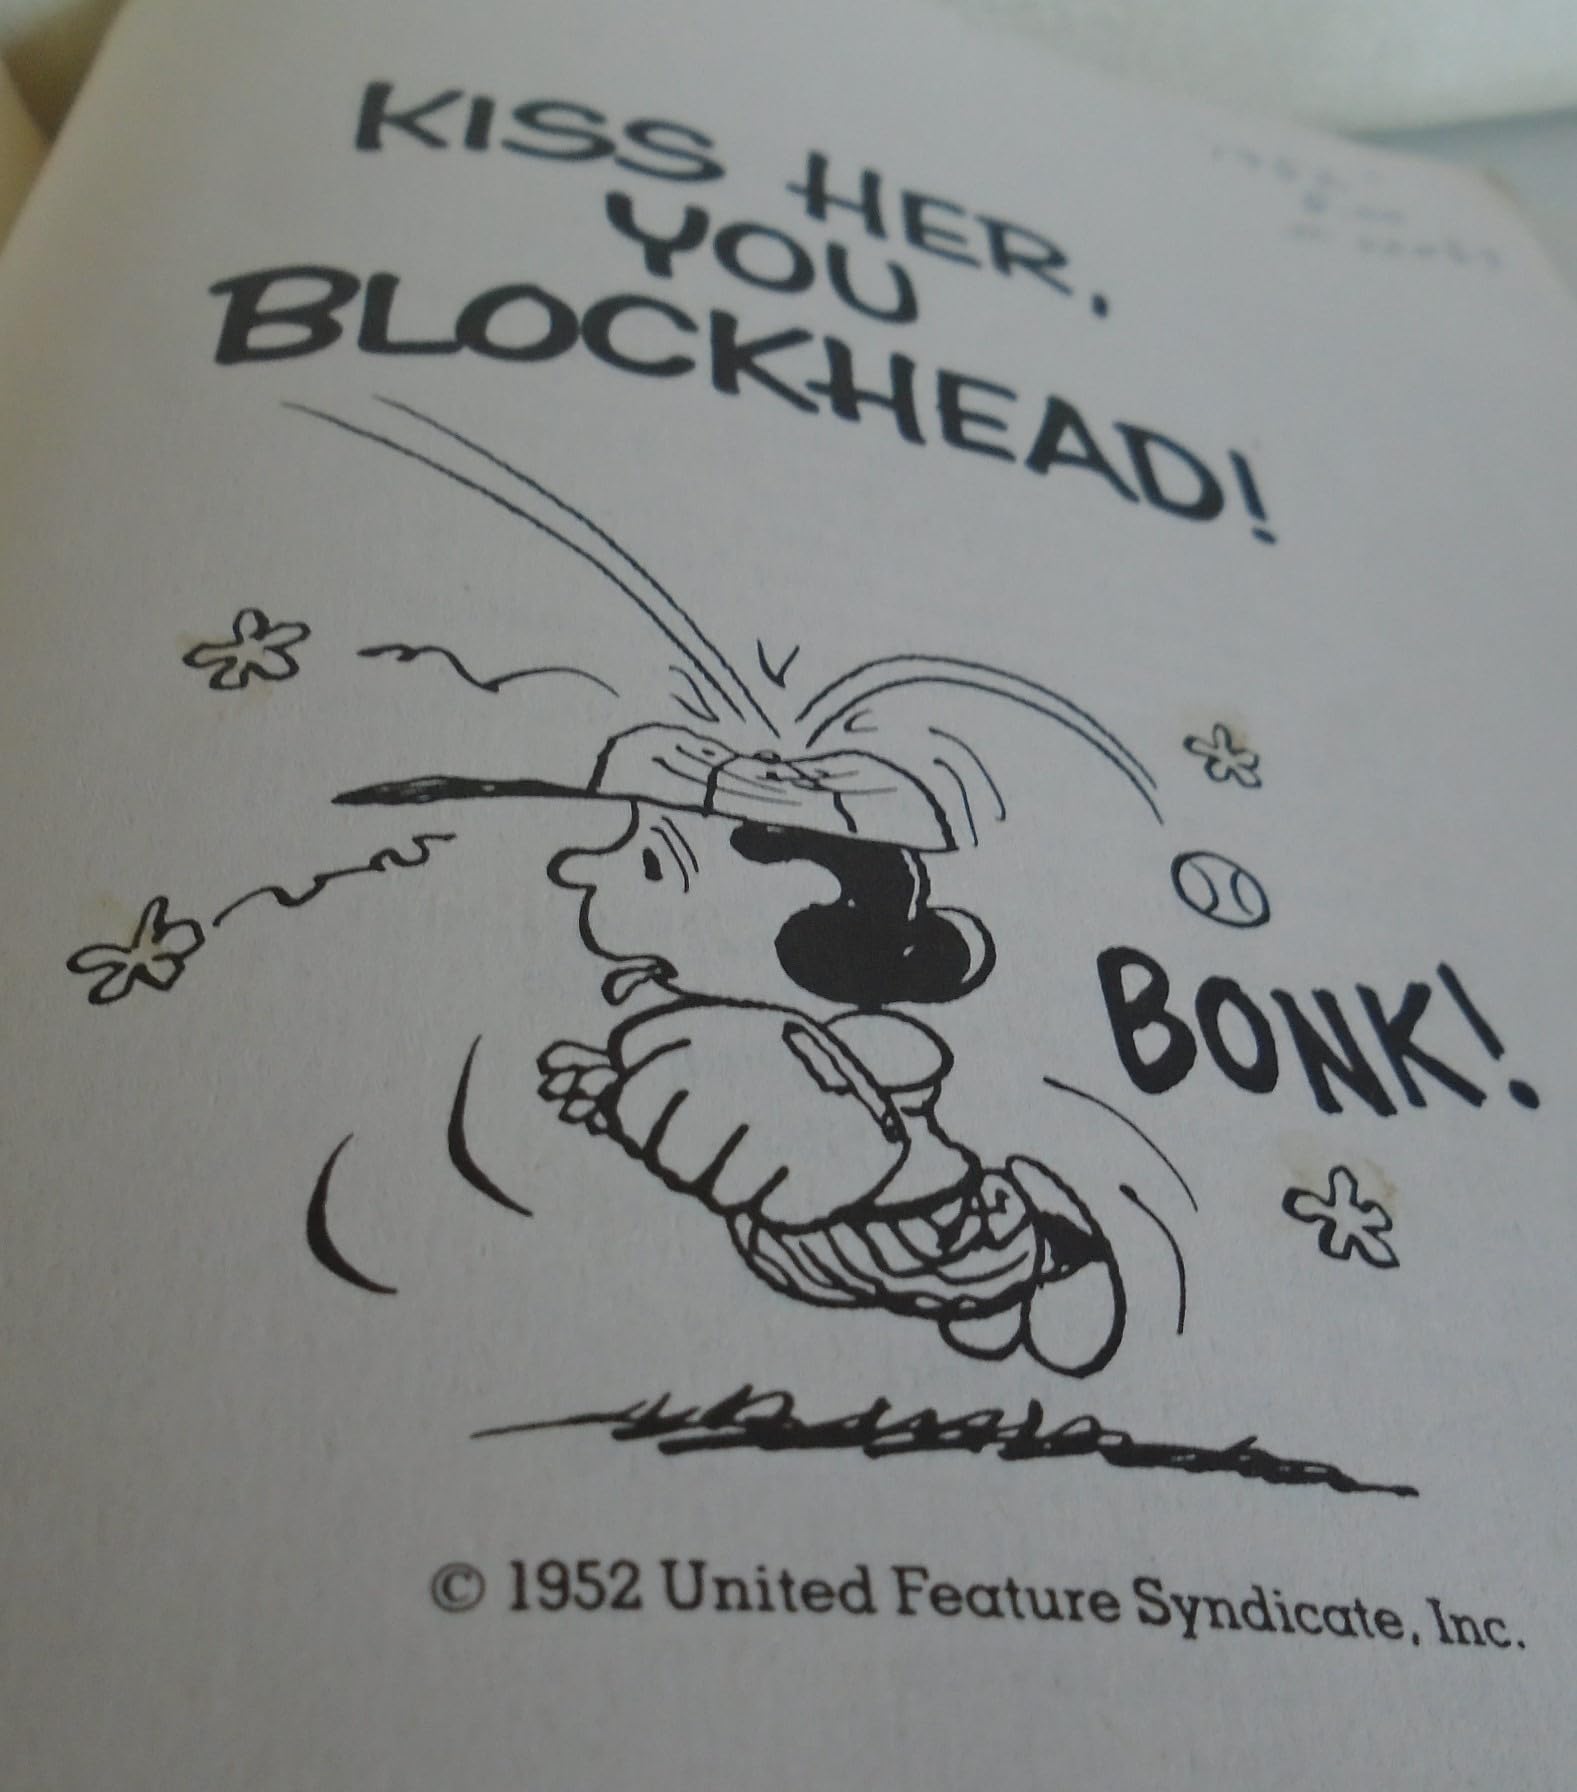 KISS HER,
YOU
BLOCKHEAD!
BONK!
© 1952 United Feature Syndicate, Inc.